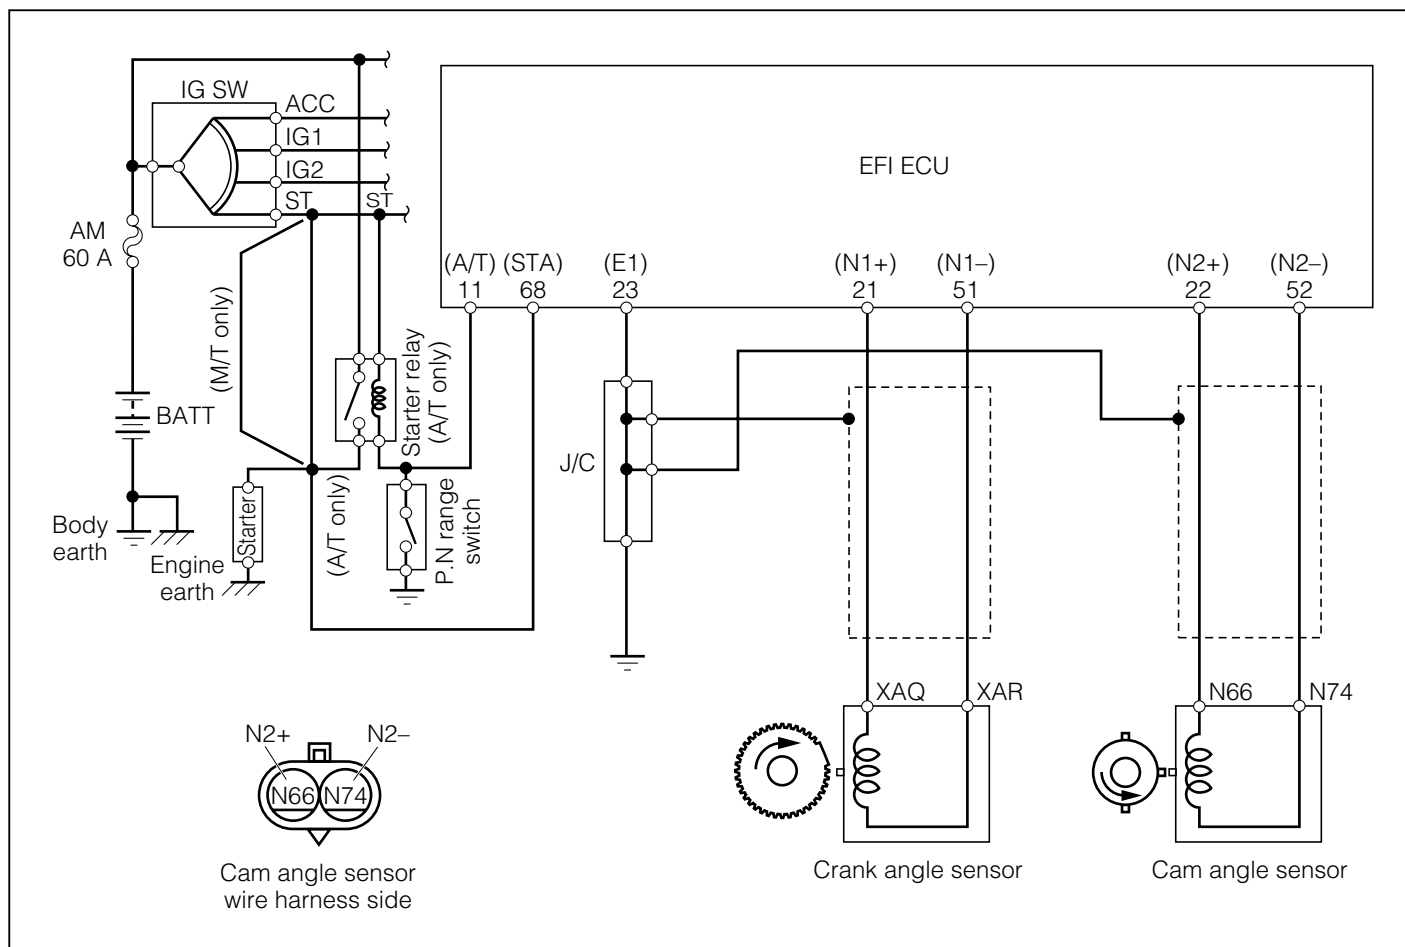 IG SW
ACC
IG1
IG2
ST
ST
AM
60 A
EFI ECU
(A/T)
11
(STA)
68
(E1)
23
(N1+)
21
(N1–)
51
(N2+)
22
(N2–)
52
(M/T only)
Starter relay
(A/T only)
BATT
J/C
Body
earth
Engine
earth
Starter
(A/T only)
P.N range
switch
XAQ
XAR
N66
N74
N2+
N2–
N66
N74
Cam angle sensor
wire harness side
Crank angle sensor
Cam angle sensor